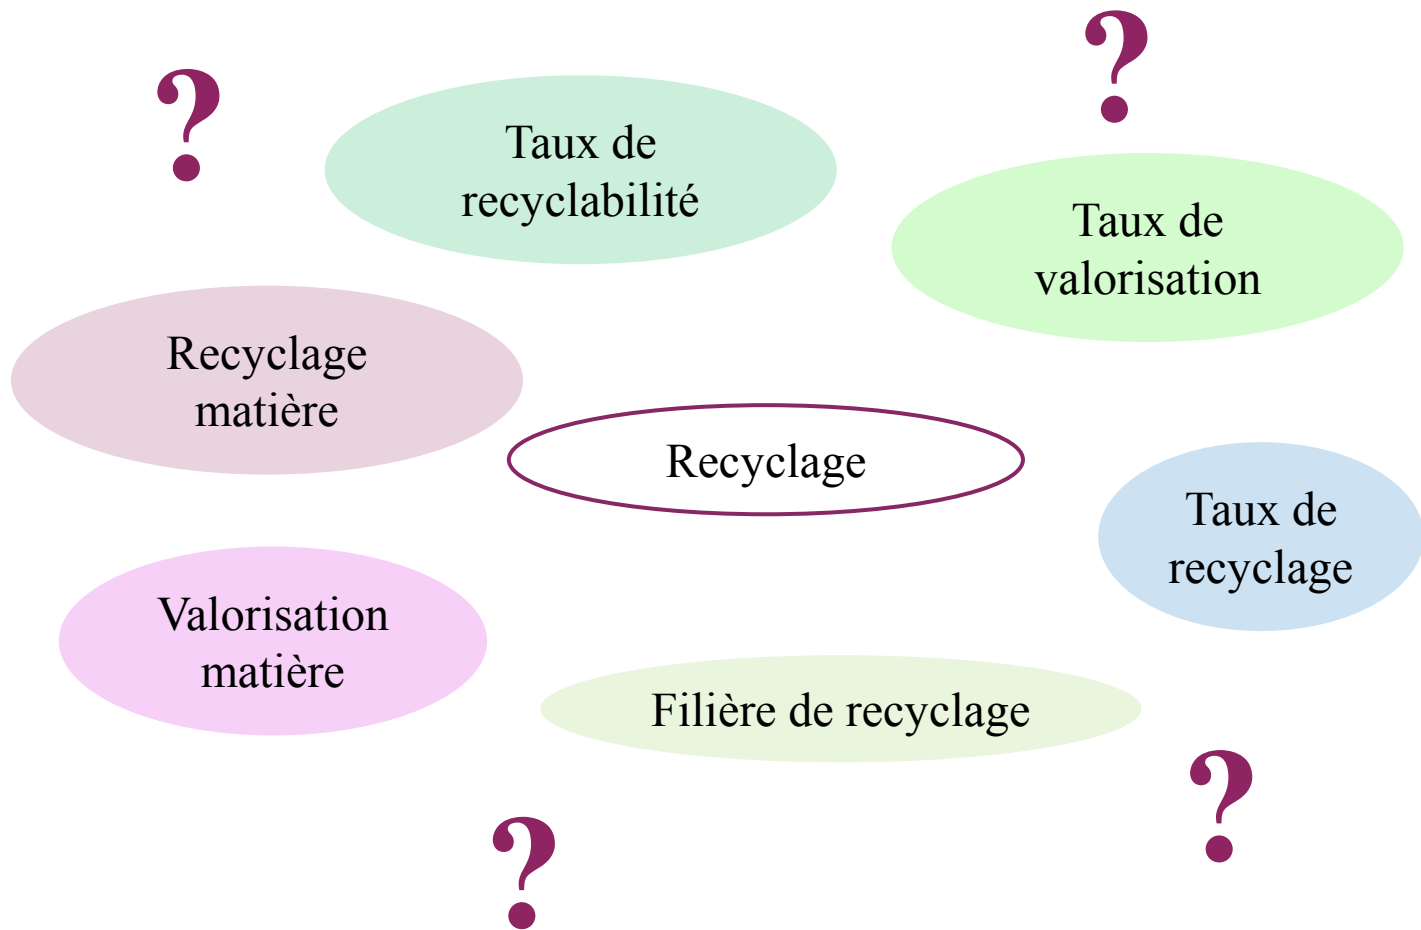 ?
?
Taux de
recyclabilité
Taux de
valorisation
Recyclage
matière
Recyclage
Taux de
recyclage
Valorisation
matière
Filière de recyclage
?
?